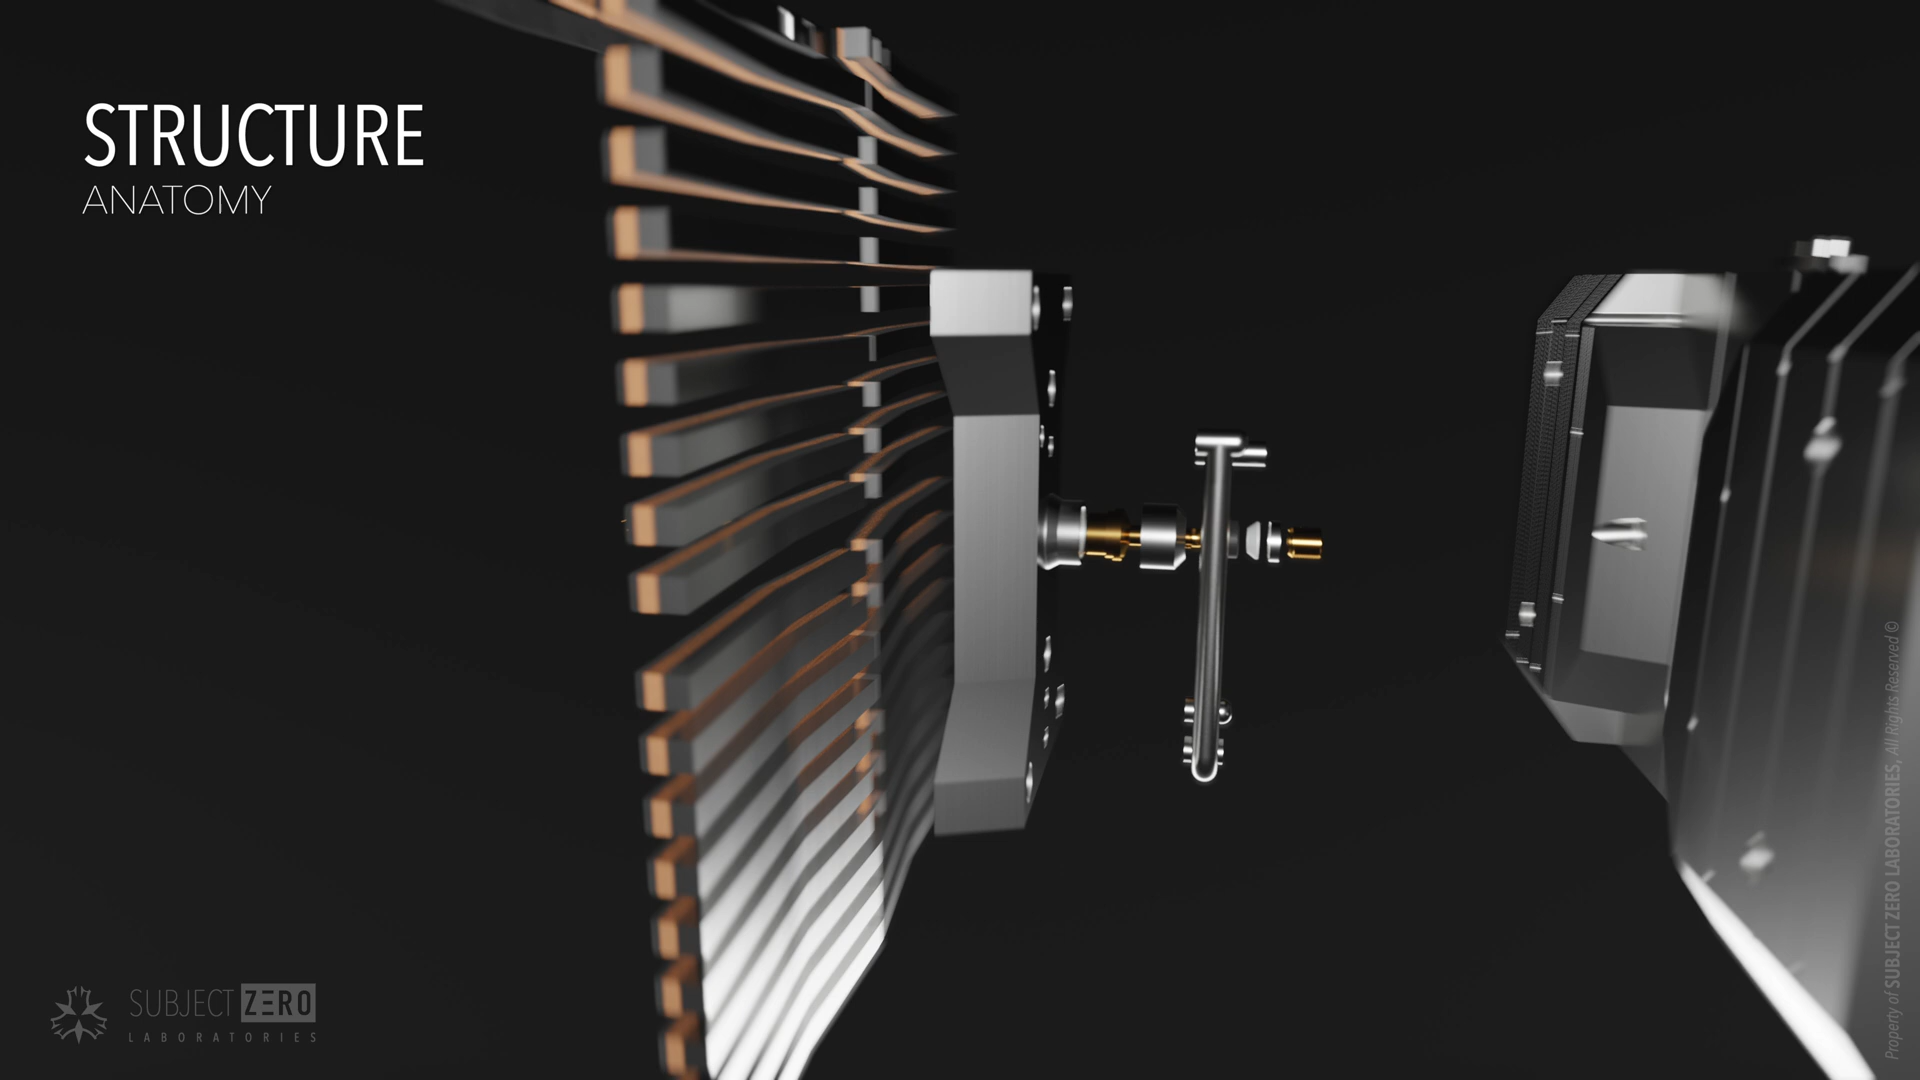 STRUCTURE
ANATOMY
SUBJECT ZERO
LABORATORIES
Property of SUBJECT ZERO LABORATORIES, All Rights Reserved ©